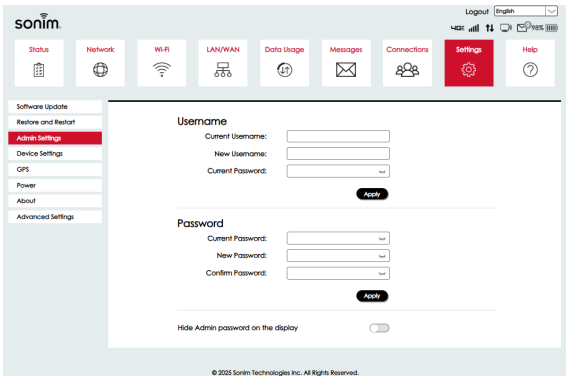 Logout English
sonim
4GE 98%
Status Network Wi-Fi LAN/WAN Data Usage Messages Connections Settings Help
Software Update
Restore and Restart
Admin Settings
Device Settings
GPS
Power
About
Advanced Settings
Username
Current Username:
New Username:
Current Password:
Apply
Password
Current Password:
New Password:
Confirm Password:
Apply
Hide Admin password on the display
© 2025 Sonim Technologies Inc. All Rights Reserved.